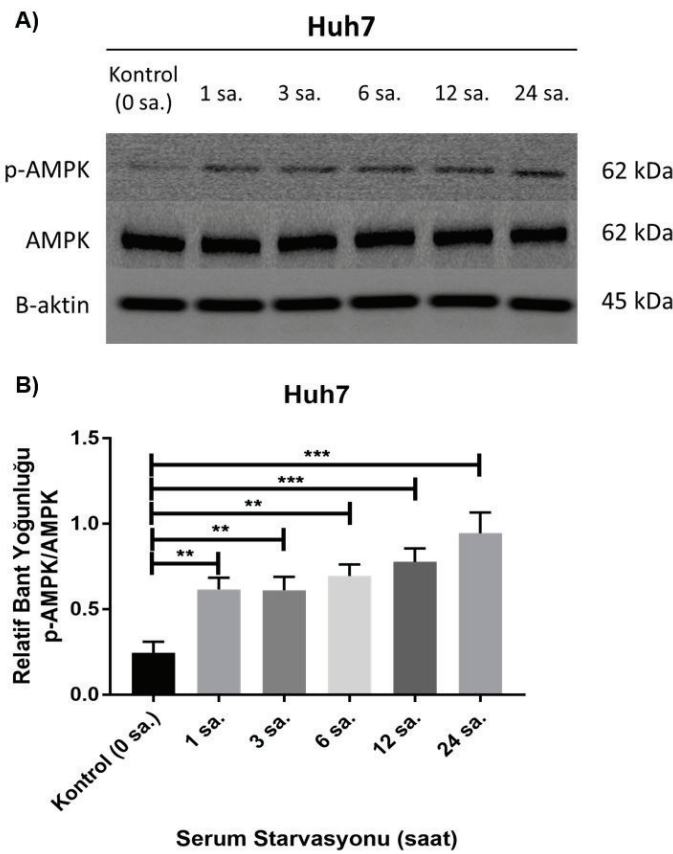 A)
Huh7
Kontrol
(0 sa.)
1 sa.
3 sa.
6 sa.
12 sa.
24 sa.
p-AMPK
62 kDa
AMPK
62 kDa
B-aktin
45 kDa
B)
Huh7
Relatif Bant Yoğunluğu
p-AMPK/AMPK
1.5
1.0
0.5
0.0
***
***
**
**
**
Kontrol (0 sa.)
1 sa.
3 sa.
6 sa.
12 sa.
24 sa.
Serum Starvasyonu (saat)